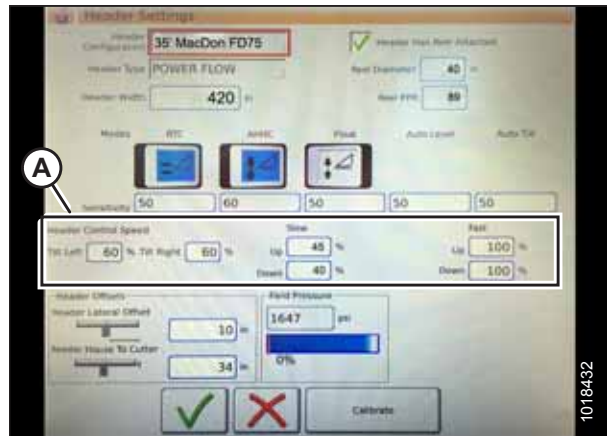 Header Settings
Header Configuration 35' MacDon FD75 Header Has Reel Attached
Header Type POWER FLOW Reel Diameter 40 in
Header Width 420 in Reel PPR 89
Modes RTC AHHC Float Auto Level Auto Tilt
A
Sensitivity 50 60 50 50 50
Header Control Speed Slow Fast
Tilt Left 60 % Tilt Right 60 % Up 45 % Up 100 %
Down 40 % Down 100 %
Header Offsets Field Pressure
Header Lateral Offset 1647 psi
10 in
Feeder House To Cutter 0%
34 in
Calibrate
1018432